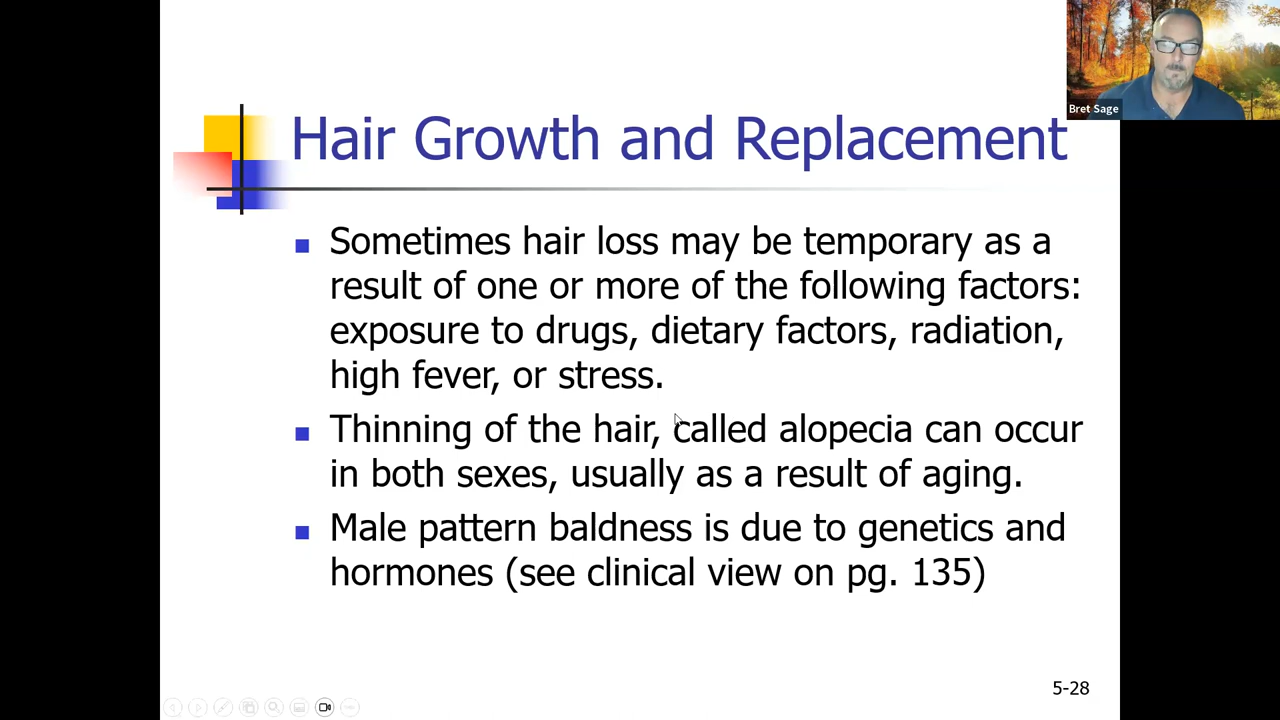 Bret Sage
Hair Growth and Replacement
Sometimes hair loss may be temporary as a
result of one or more of the following factors:
exposure to drugs, dietary factors, radiation,
high fever, or stress.
Thinning of the hair, called alopecia can occur
in both sexes, usually as a result of aging.
Male pattern baldness is due to genetics and
hormones (see clinical view on pg. 135)
5-28